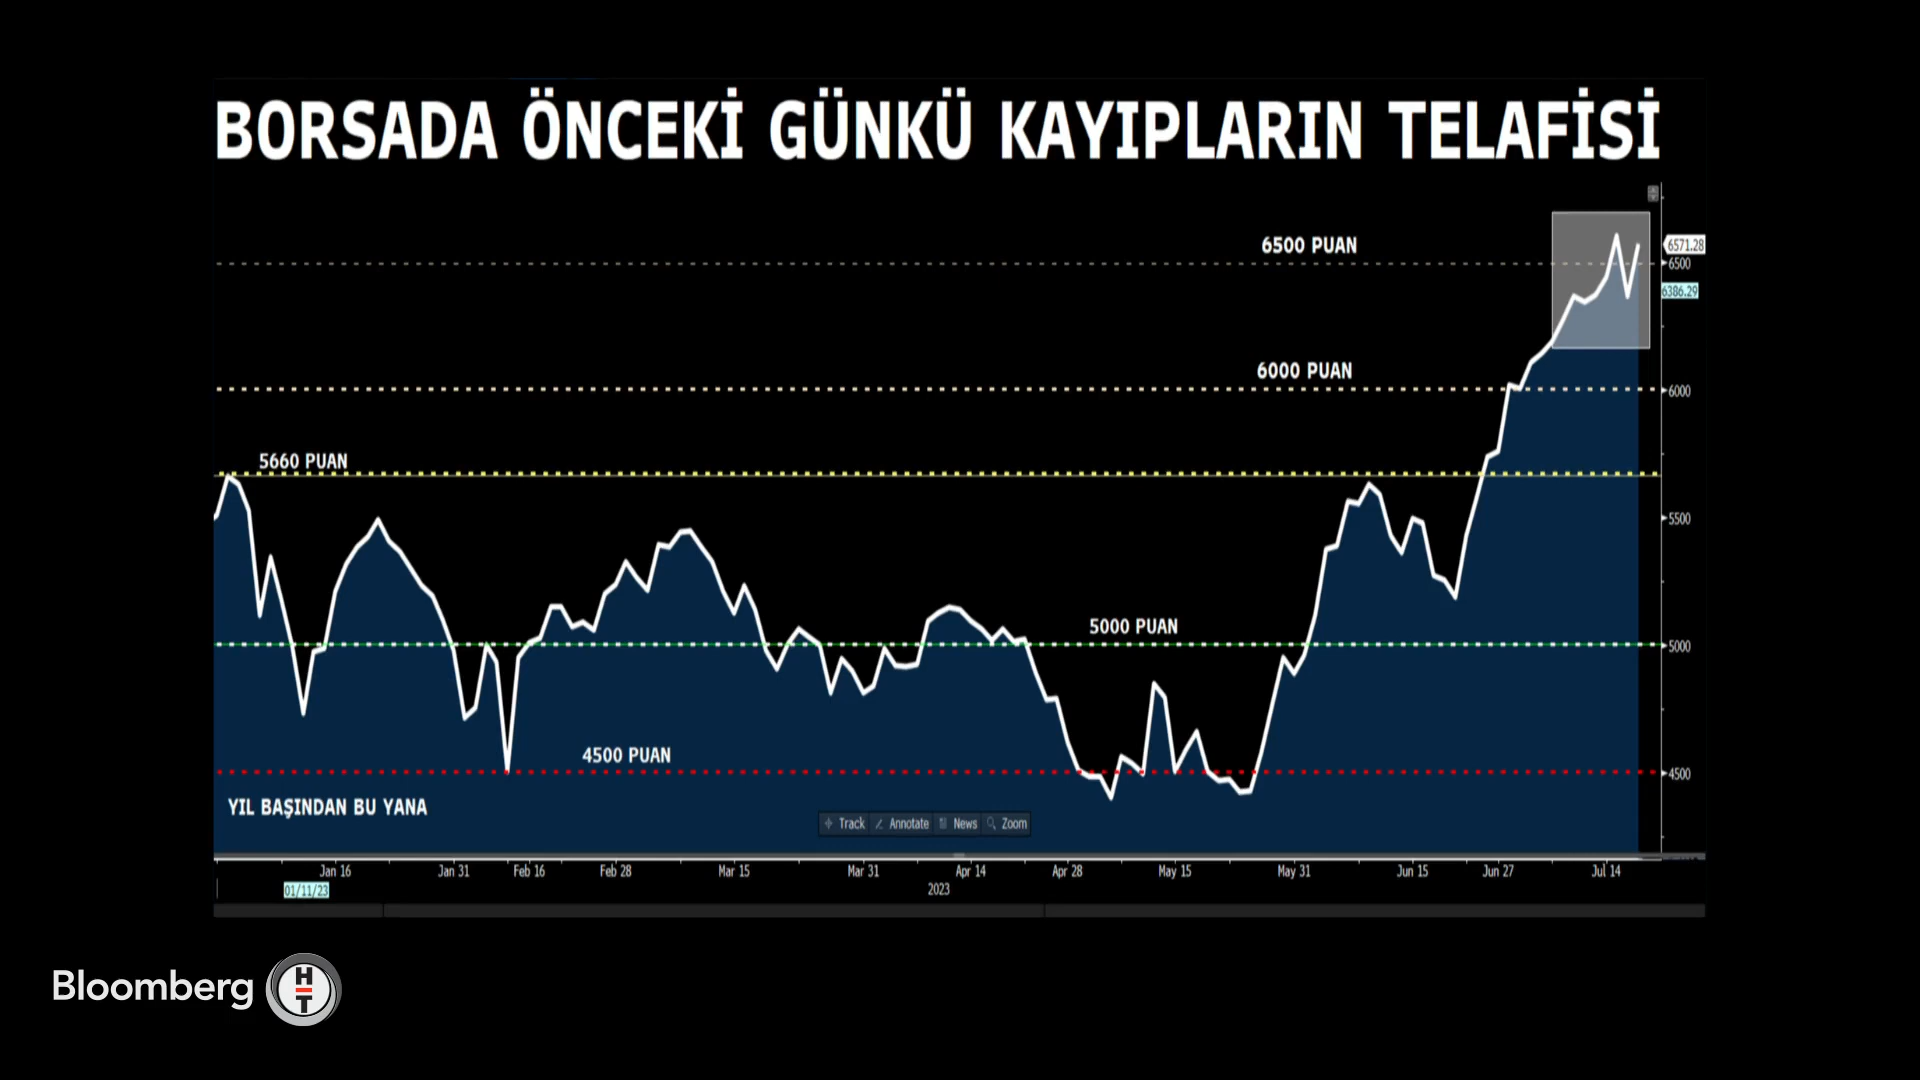 BORSADA ÖNCEKİ GÜNKÜ KAYIPLARIN TELAFİSİ
6500 PUAN
6571.28
6500
6386.29
6000 PUAN
6000
5660 PUAN
5500
5000 PUAN
5000
4500 PUAN
4500
YIL BAŞINDAN BU YANA
Track Annotate News Zoom
Jan 16 Jan 31 Feb 16 Feb 28 Mar 15 Mar 31 Apr 14 Apr 28 May 15 May 31 Jun 15 Jun 27 Jul 14
01/11/23 2023
Bloomberg HT